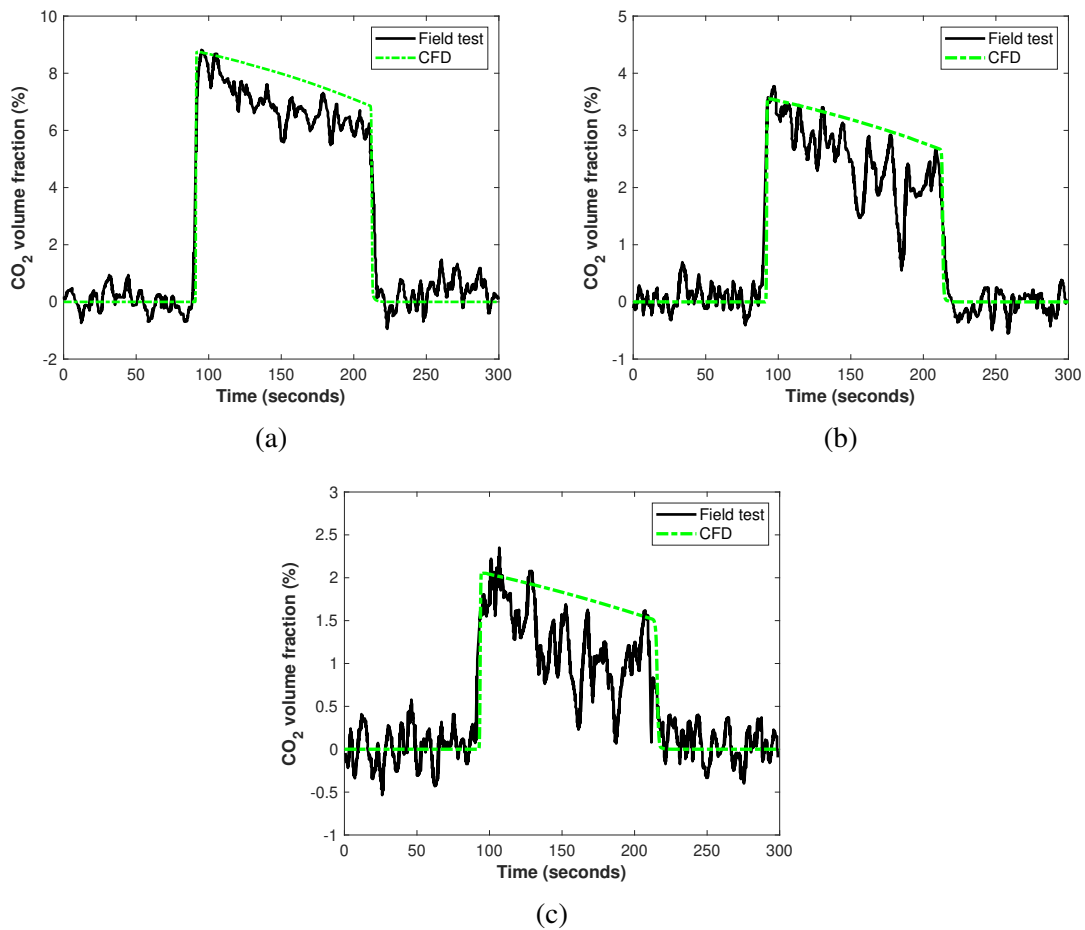 10
8
6
4
2
0
-2
CO2 volume fraction (%)
Field test
CFD
0 50 100 150 200 250 300
Time (seconds)
(a)
5
4
3
2
1
0
-1
CO2 volume fraction (%)
Field test
CFD
0 50 100 150 200 250 300
Time (seconds)
(b)
3
2.5
2
1.5
1
0.5
0
-0.5
-1
CO2 volume fraction (%)
Field test
CFD
0 50 100 150 200 250 300
Time (seconds)
(c)